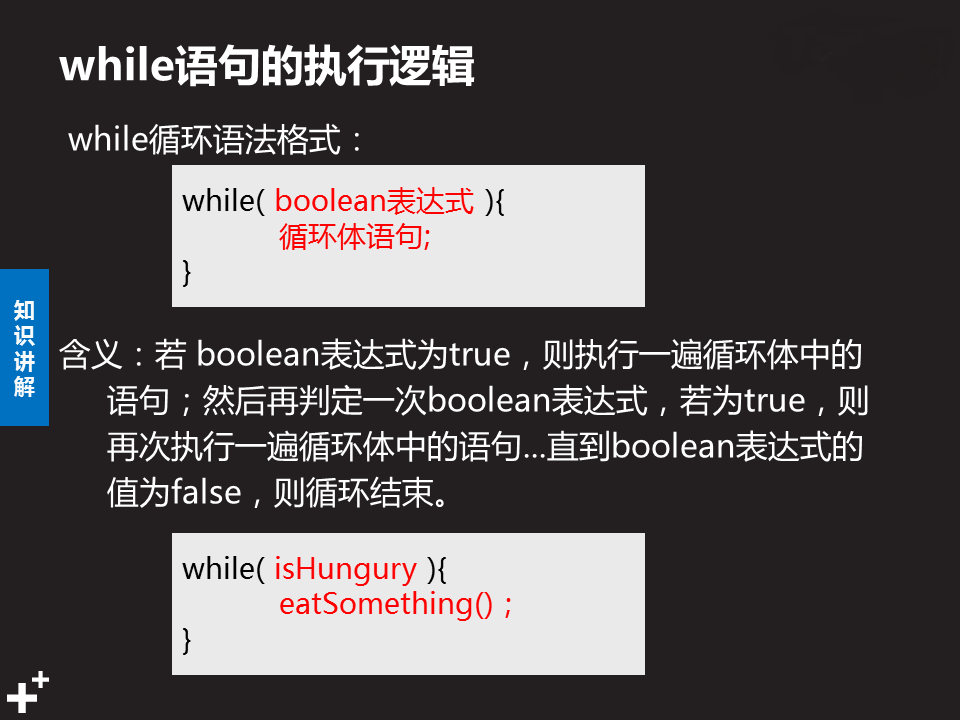 while语句的执行逻辑
while循环语法格式：
while( boolean表达式 ){
循环体语句;
}
知
识
讲
解
含义：若 boolean表达式为true，则执行一遍循环体中的
语句；然后再判定一次boolean表达式，若为true，则
再次执行一遍循环体中的语句...直到boolean表达式的
值为false，则循环结束。
while( isHungury ){
eatSomething()；
}